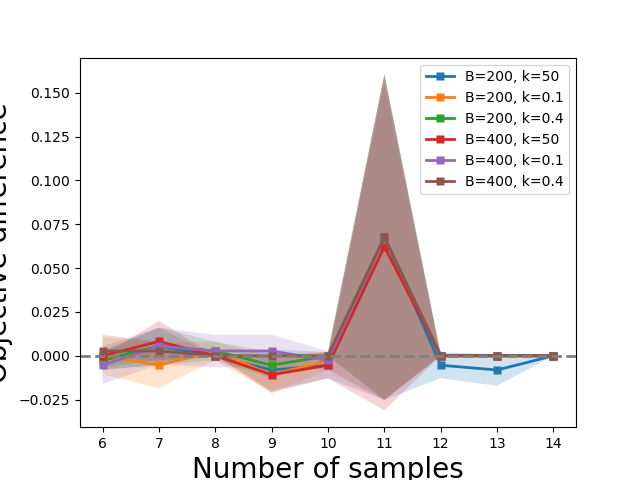 B=200, k=50
B=200, k=0.1
B=200, k=0.4
B=400, k=50
B=400, k=0.1
B=400, k=0.4
0.150
0.125
0.100
0.075
0.050
0.025
0.000
−0.025
Objective difference
6 7 8 9 10 11 12 13 14
Number of samples